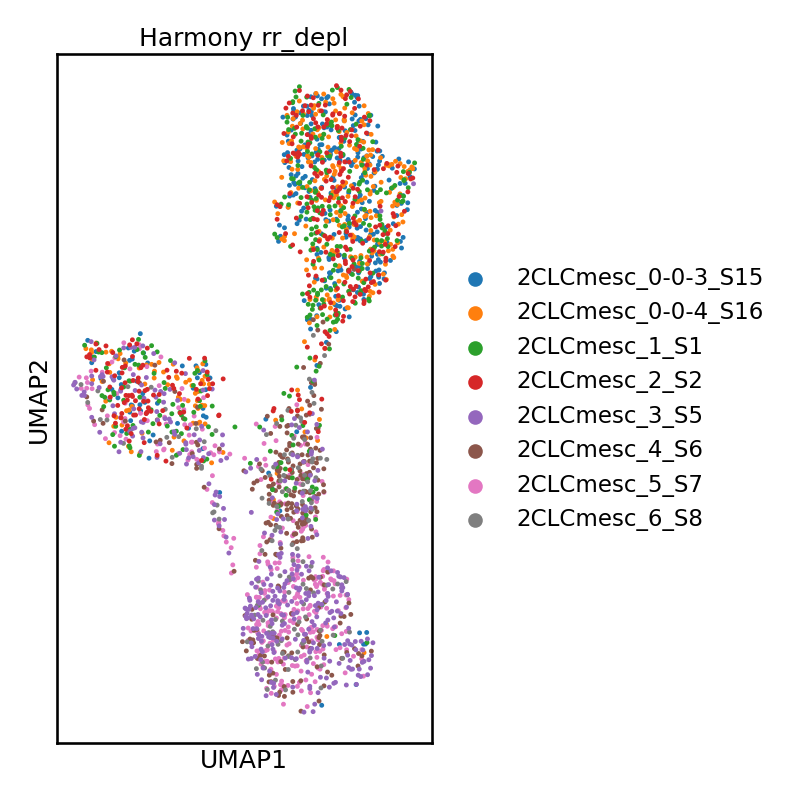 Harmony rr_depl
UMAP2
UMAP1
2CLCmesc_0-0-3_S15
2CLCmesc_0-0-4_S16
2CLCmesc_1_S1
2CLCmesc_2_S2
2CLCmesc_3_S5
2CLCmesc_4_S6
2CLCmesc_5_S7
2CLCmesc_6_S8